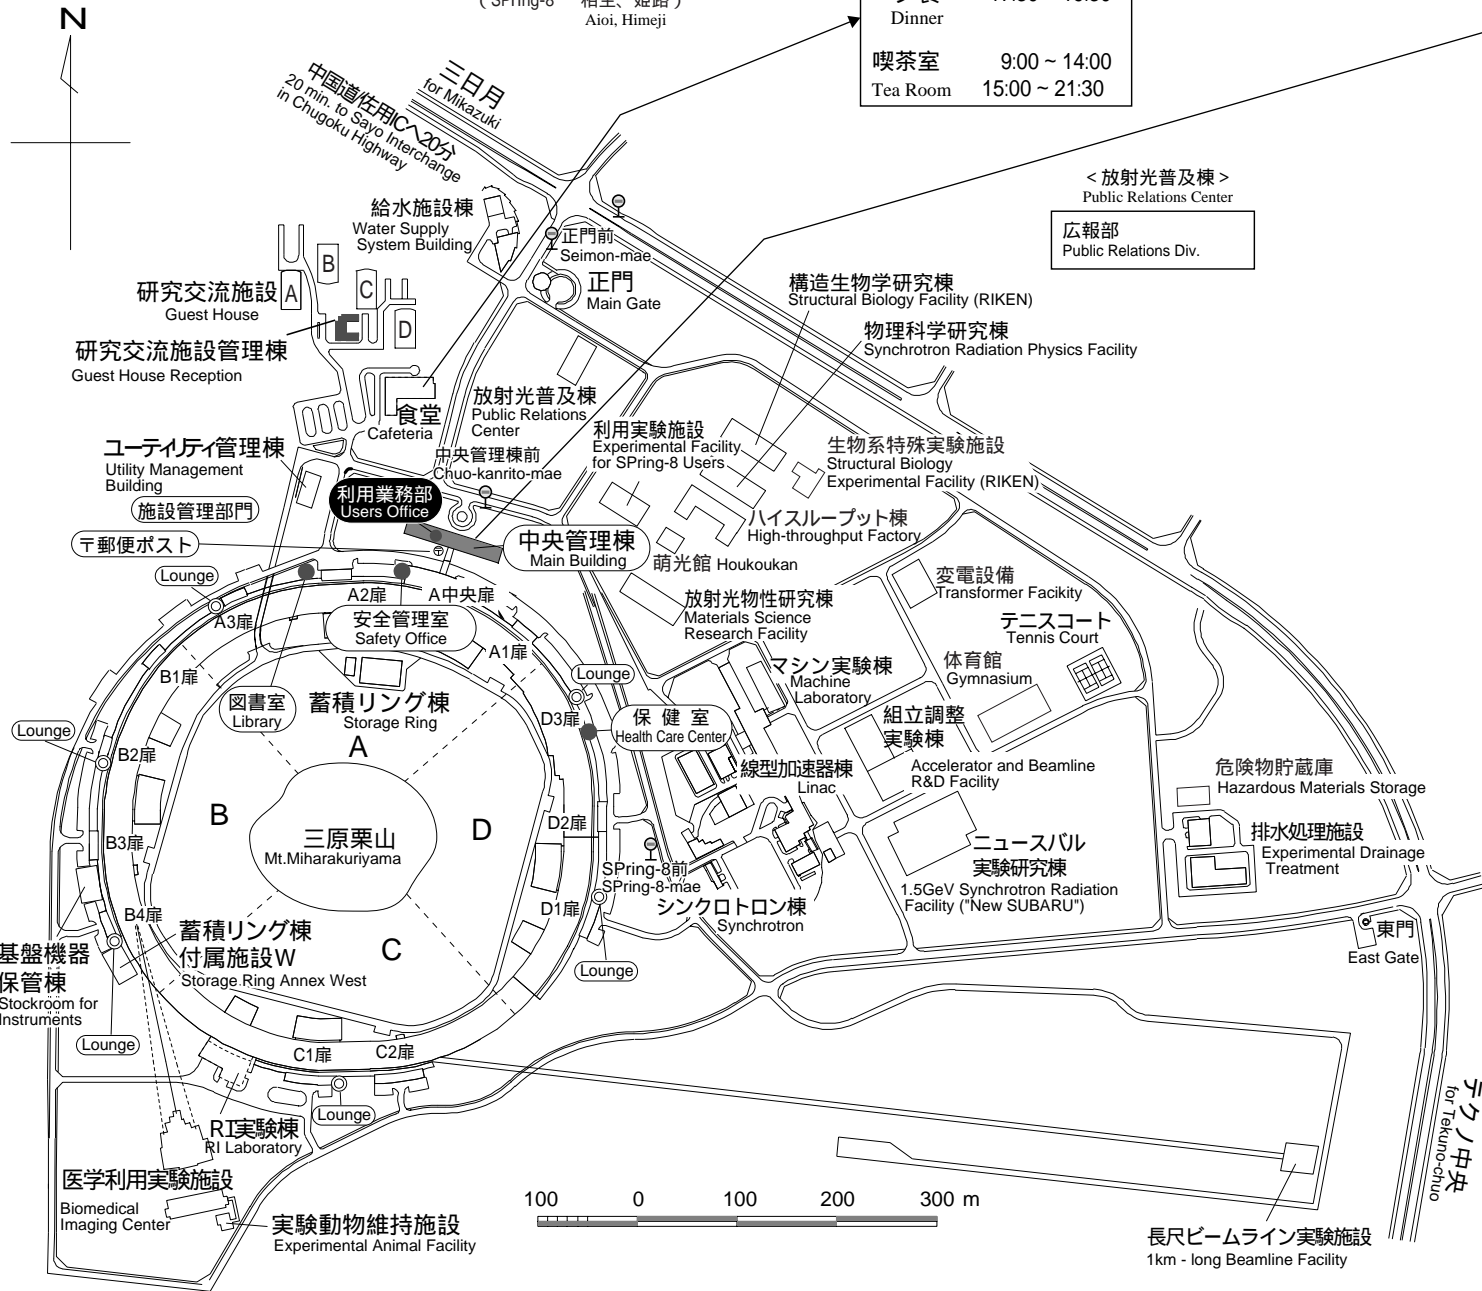 N
Aioi, Himeji
Dinner
喫茶室 9:00 ~ 14:00
Tea Room 15:00 ~ 21:30
三日月
for Mikazuki
中国道佐用ICへ20分
20 min. to Sayo Interchange
in Chugoku Highway
<放射光普及棟>
Public Relations Center
広報部
Public Relations Div.
給水施設棟
Water Supply
System Building
正門前
Seimon-mae
正門
Main Gate
A
B
C
D
研究交流施設
Guest House
研究交流施設管理棟
Guest House Reception
構造生物学研究棟
Structural Biology Facility (RIKEN)
物理科学研究棟
Synchrotron Radiation Physics Facility
食堂
Cafeteria
放射光普及棟
Public Relations
Center
利用実験施設
Experimental Facility
for SPring-8 Users
生物系特殊実験施設
Structural Biology
Experimental Facility (RIKEN)
ユーティリティ管理棟
Utility Management
Building
施設管理部門
中央管理棟前
Chuo-kanrito-mae
利用業務部
Users Office
〒郵便ポスト
中央管理棟
Main Building
ハイスループット棟
High-throughput Factory
萌光館 Houkoukan
Lounge
A2扉
A中央扉
A3扉
安全管理室
Safety Office
A1扉
放射光物性研究棟
Materials Science
Research Facility
変電設備
Transformer Facikity
テニスコート
Tennis Court
体育館
Gymnasium
マシン実験棟
Machine
Laboratory
B1扉
図書室
Library
蓄積リング棟
Storage Ring
Lounge
D3扉
保 健 室
Health Care Center
組立調整
実験棟
Accelerator and Beamline
R&D Facility
Lounge
B2扉
A
B
C
D
線型加速器棟
Linac
危険物貯蔵庫
Hazardous Materials Storage
B3扉
三原栗山
Mt.Miharakuriyama
D2扉
排水処理施設
Experimental Drainage
Treatment
ニュースバル
実験研究棟
1.5GeV Synchrotron Radiation
Facility ("New SUBARU")
SPring-8前
SPring-8-mae
シンクロトロン棟
Synchrotron
D1扉
B4扉
蓄積リング棟
付属施設W
Storage Ring Annex West
基盤機器
保管棟
Stockroom for
Instruments
Lounge
Lounge
東門
East Gate
C1扉
C2扉
Lounge
RI実験棟
RI Laboratory
医学利用実験施設
Biomedical
Imaging Center
実験動物維持施設
Experimental Animal Facility
テクノ中央
for Tekuno-chuo
100 0 100 200 300 m
長尺ビームライン実験施設
1km - long Beamline Facility